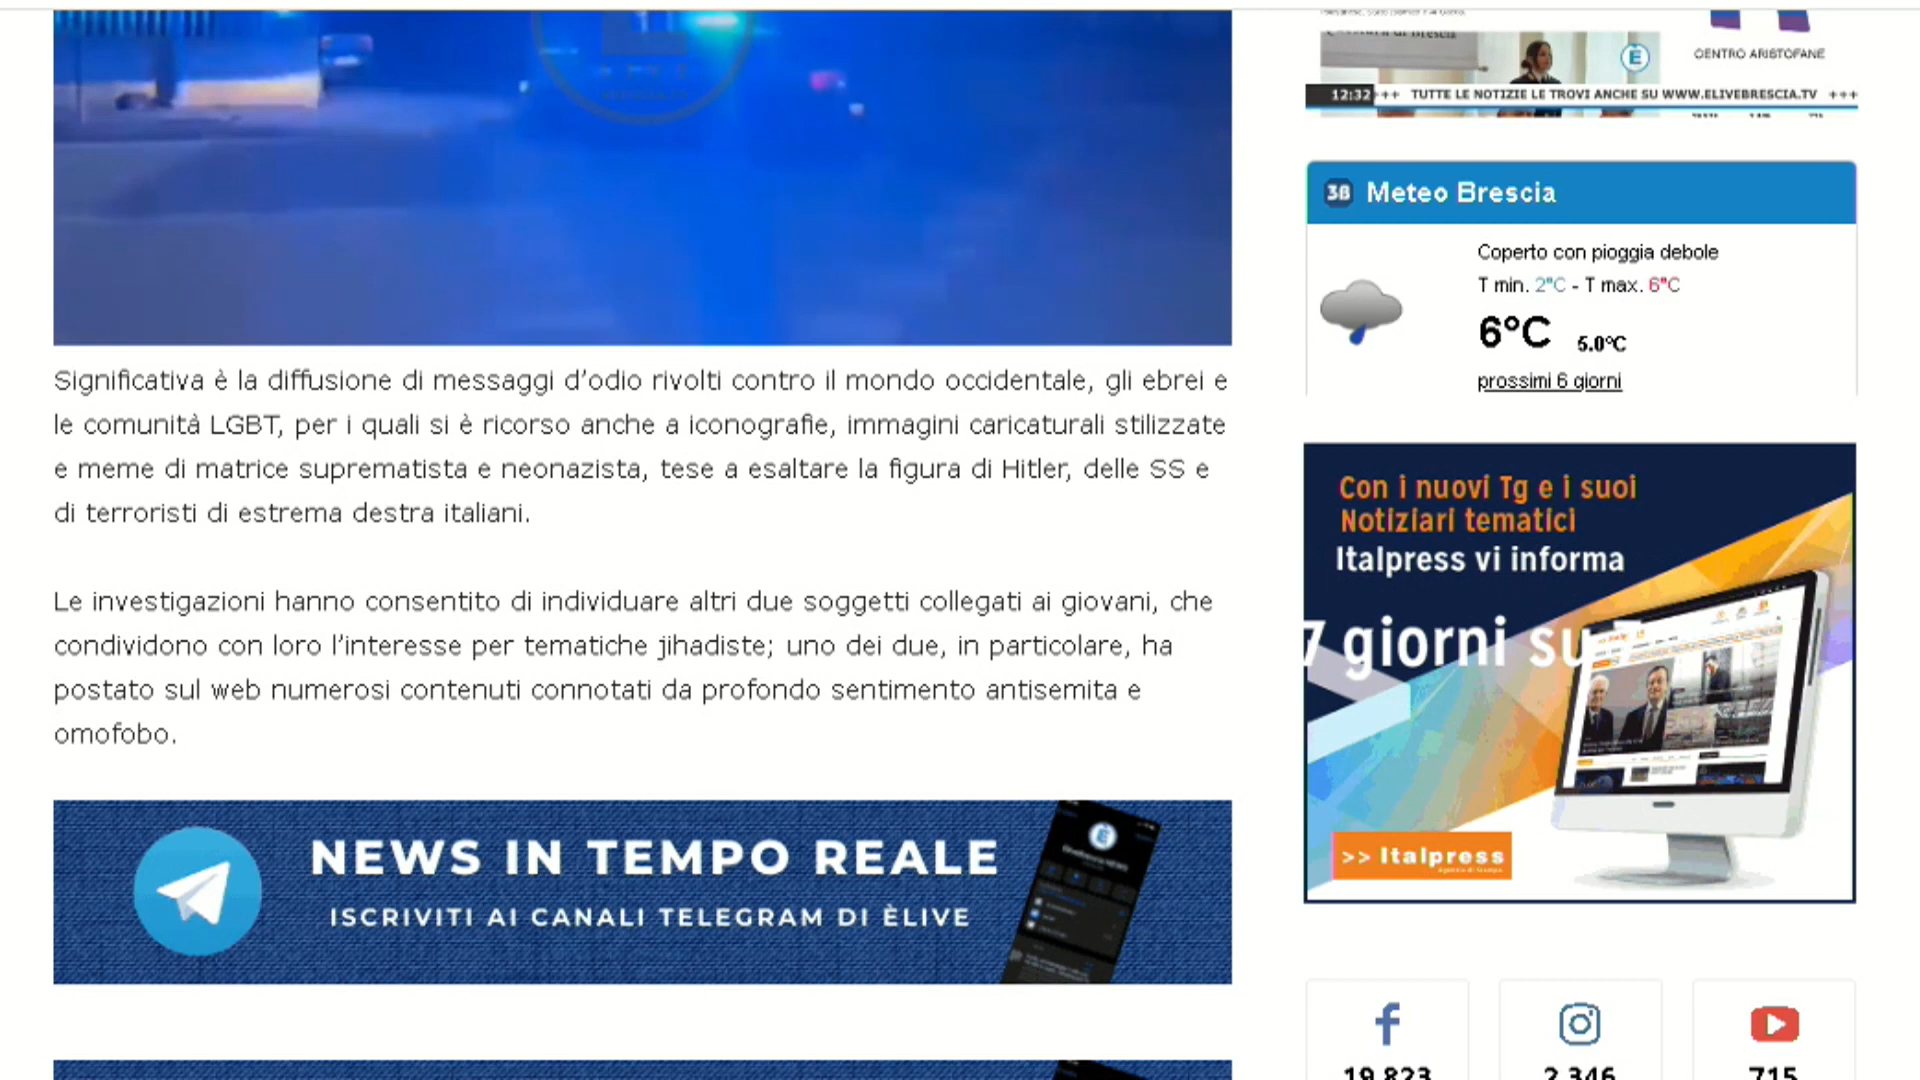 CENTRO ARISTOFANE
12:32 +++ TUTTE LE NOTIZIE LE TROVI ANCHE SU WWW.ELIVEBRESCIA.TV +++
3B Meteo Brescia
Coperto con pioggia debole
T min. 2°C - T max. 6°C
6°C 5.0°C
prossimi 6 giorni
Significativa è la diffusione di messaggi d’odio rivolti contro il mondo occidentale, gli ebrei e
le comunità LGBT, per i quali si è ricorso anche a iconografie, immagini caricaturali stilizzate
e meme di matrice suprematista e neonazista, tese a esaltare la figura di Hitler, delle SS e
di terroristi di estrema destra italiani.
Le investigazioni hanno consentito di individuare altri due soggetti collegati ai giovani, che
condividono con loro l’interesse per tematiche jihadiste; uno dei due, in particolare, ha
postato sul web numerosi contenuti connotati da profondo sentimento antisemita e
omofobo.
Con i nuovi Tg e i suoi
Notiziari tematici
Italpress vi informa
7 giorni su 7
>> Italpress
NEWS IN TEMPO REALE
ISCRIVITI AI CANALI TELEGRAM DI ÈLIVE
19,823
2,346
715